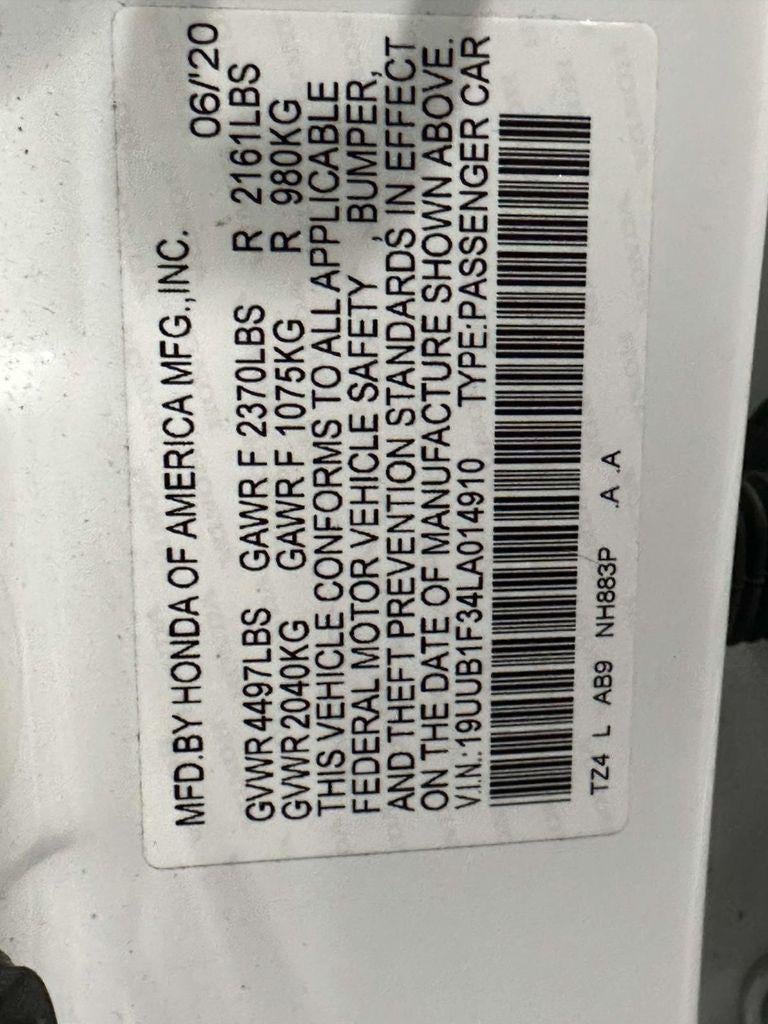 MFD.BY HONDA OF AMERICA MFG.,INC. 06/'20
GVWR 4497LBS GAWR F 2370LBS R 2161LBS
GVWR 2040KG GAWR F 1075KG R 980KG
THIS VEHICLE CONFORMS TO ALL APPLICABLE
FEDERAL MOTOR VEHICLE SAFETY , BUMPER,
AND THEFT PREVENTION STANDARDS IN EFFECT
ON THE DATE OF MANUFACTURE SHOWN ABOVE.
V.I.N.:19UUB1F34LA014910 TYPE:PASSENGER CAR
TZ4 L AB9 NH883P .A .A